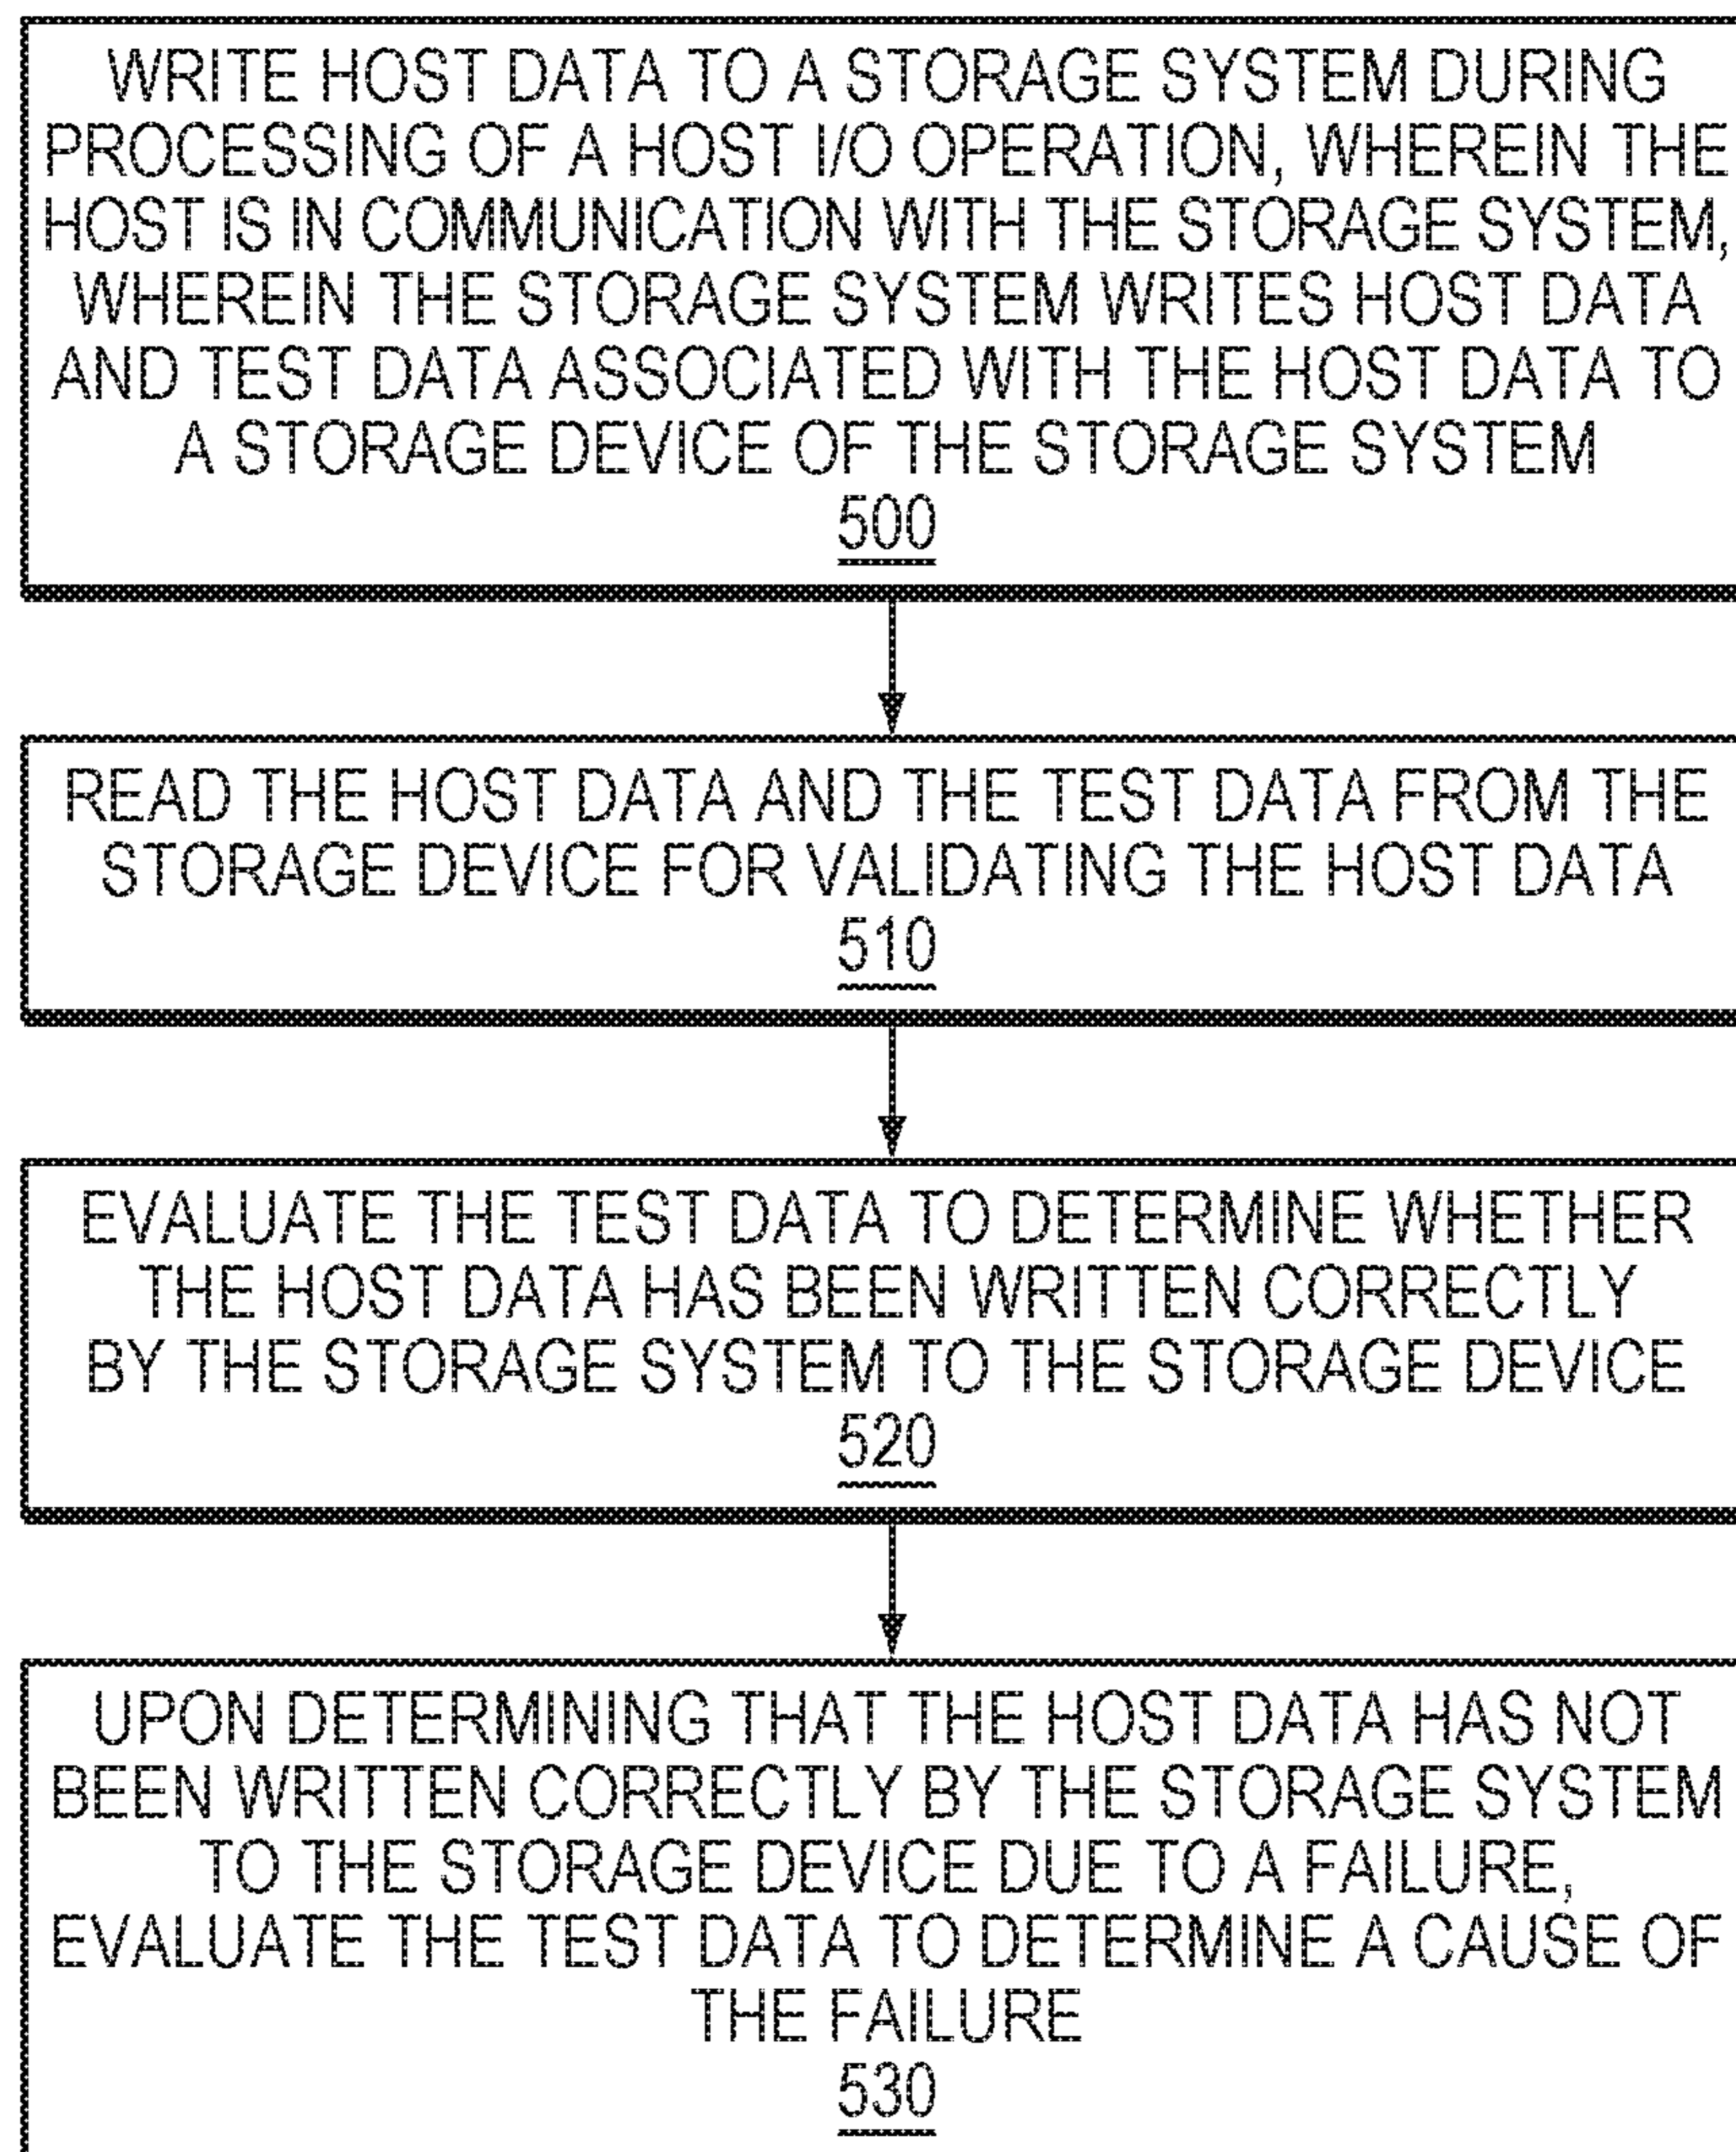 WRITE HOST DATA TO A STORAGE SYSTEM DURING
PROCESSING OF A HOST I/O OPERATION, WHEREIN THE
HOST IS IN COMMUNICATION WITH THE STORAGE SYSTEM,
WHEREIN THE STORAGE SYSTEM WRITES HOST DATA
AND TEST DATA ASSOCIATED WITH THE HOST DATA TO
A STORAGE DEVICE OF THE STORAGE SYSTEM
500
READ THE HOST DATA AND THE TEST DATA FROM THE
STORAGE DEVICE FOR VALIDATING THE HOST DATA
510
EVALUATE THE TEST DATA TO DETERMINE WHETHER
THE HOST DATA HAS BEEN WRITTEN CORRECTLY
BY THE STORAGE SYSTEM TO THE STORAGE DEVICE
520
UPON DETERMINING THAT THE HOST DATA HAS NOT
BEEN WRITTEN CORRECTLY BY THE STORAGE SYSTEM
TO THE STORAGE DEVICE DUE TO A FAILURE,
EVALUATE THE TEST DATA TO DETERMINE A CAUSE OF
THE FAILURE
530